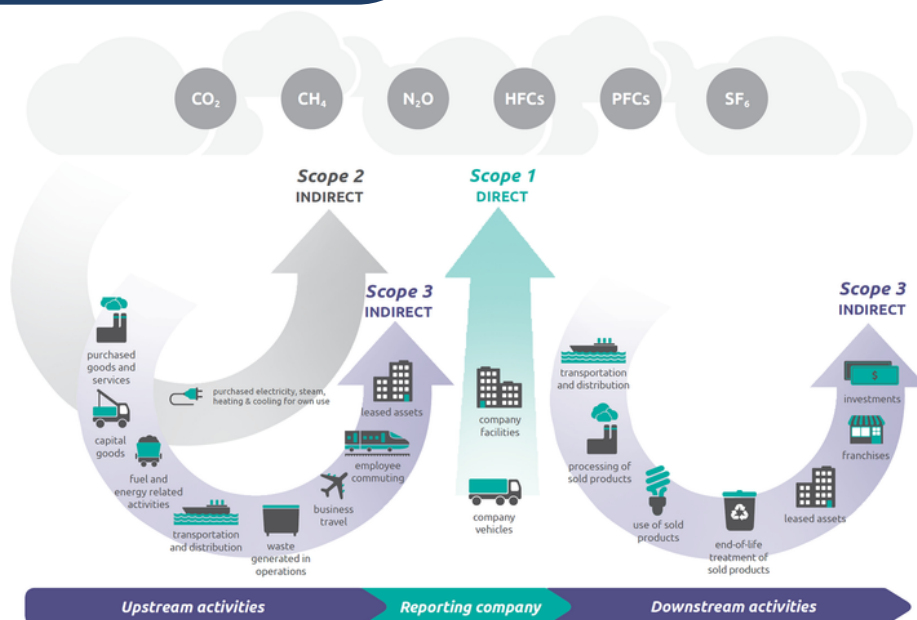 CO₂
CH₄
N₂O
HFCs
PFCs
SF₆
Scope 2
INDIRECT
Scope 1
DIRECT
Scope 3
INDIRECT
Scope 3
INDIRECT
purchased
goods and
services
capital
goods
fuel and
energy related
activities
purchased electricity, steam,
heating & cooling for own use
transportation
and distribution
waste
generated in
operations
business
travel
employee
commuting
leased assets
company
facilities
company
vehicles
transportation
and distribution
processing of
sold products
use of sold
products
end-of-life
treatment of
sold products
leased assets
franchises
$
investments
Upstream activities
Reporting company
Downstream activities